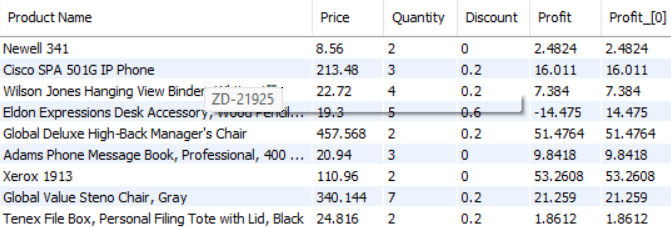 Product Name Price Quantity Discount Profit Profit_[0]
Newell 341 8.56 2 0 2.4824 2.4824
Cisco SPA 501G IP Phone 213.48 3 0.2 16.011 16.011
Wilson Jones Hanging View Binder, 22.72 4 0.2 7.384 7.384
ZD-21925
Eldon Expressions Desk Accessory, Wood Pencil... 19.3 5 0.6 -14.475 14.475
Global Deluxe High-Back Manager's Chair 457.568 2 0.2 51.4764 51.4764
Adams Phone Message Book, Professional, 400 ... 20.94 3 0 9.8418 9.8418
Xerox 1913 110.96 2 0 53.2608 53.2608
Global Value Steno Chair, Gray 340.144 7 0.2 21.259 21.259
Tenex File Box, Personal Filing Tote with Lid, Black 24.816 2 0.2 1.8612 1.8612